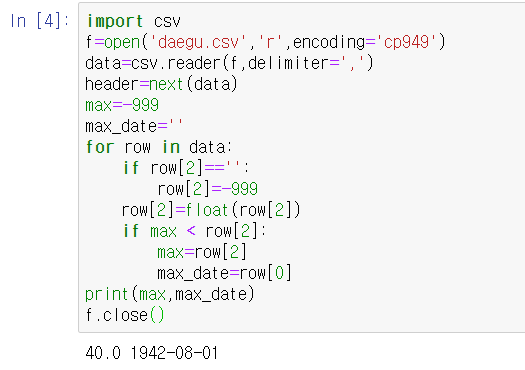 In [4]: import csv
f=open('daegu.csv','r',encoding='cp949')
data=csv.reader(f,delimiter=',')
header=next(data)
max=-999
max_date=''
for row in data:
    if row[2]=='':
        row[2]=-999
    row[2]=float(row[2])
    if max < row[2]:
        max=row[2]
        max_date=row[0]
print(max,max_date)
f.close()
40.0 1942-08-01